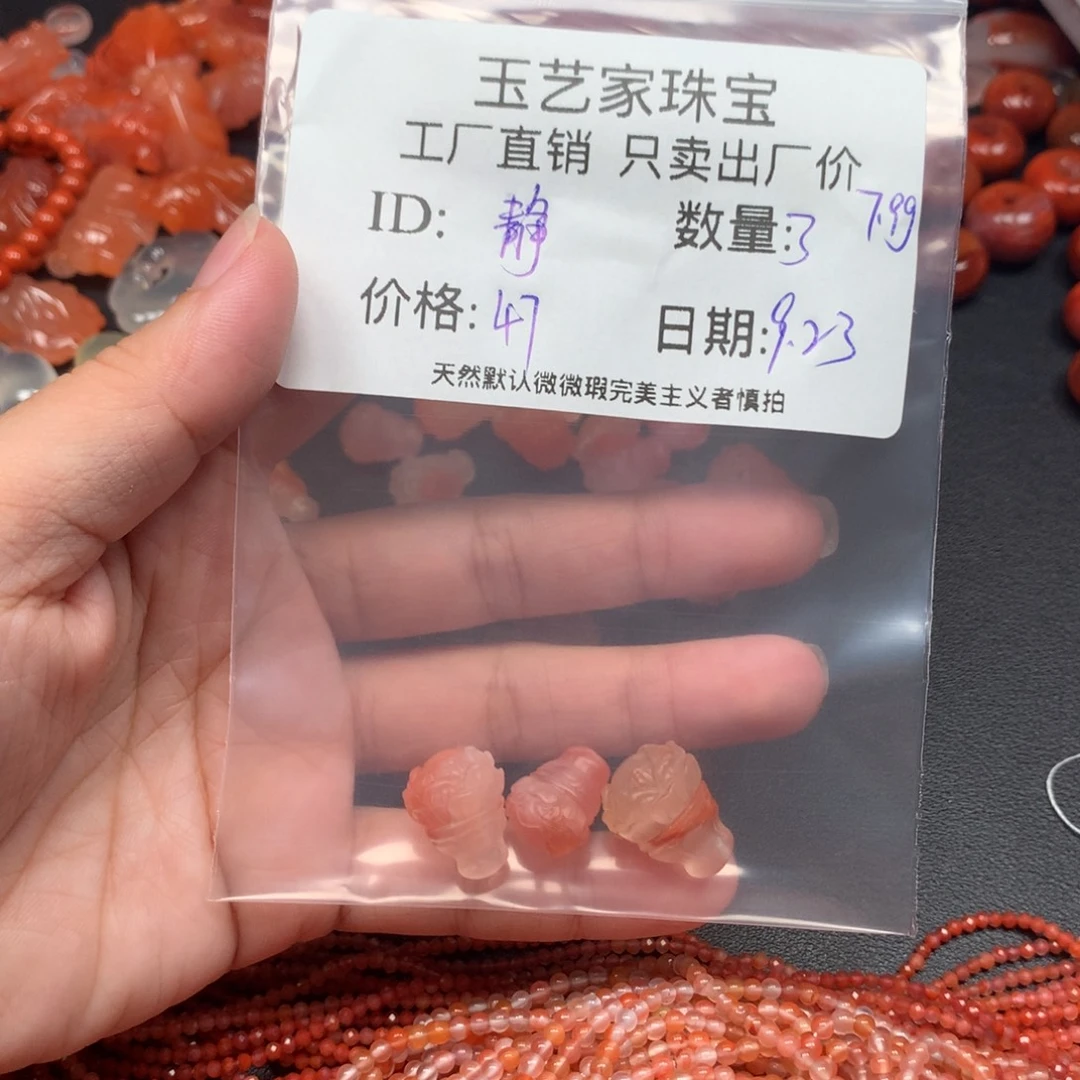 玉艺家珠宝
工厂直销 只卖出厂价
ID: 静 数量:3 7.99
价格: 47 日期:9.23
天然默认微微瑕完美主义者慎拍